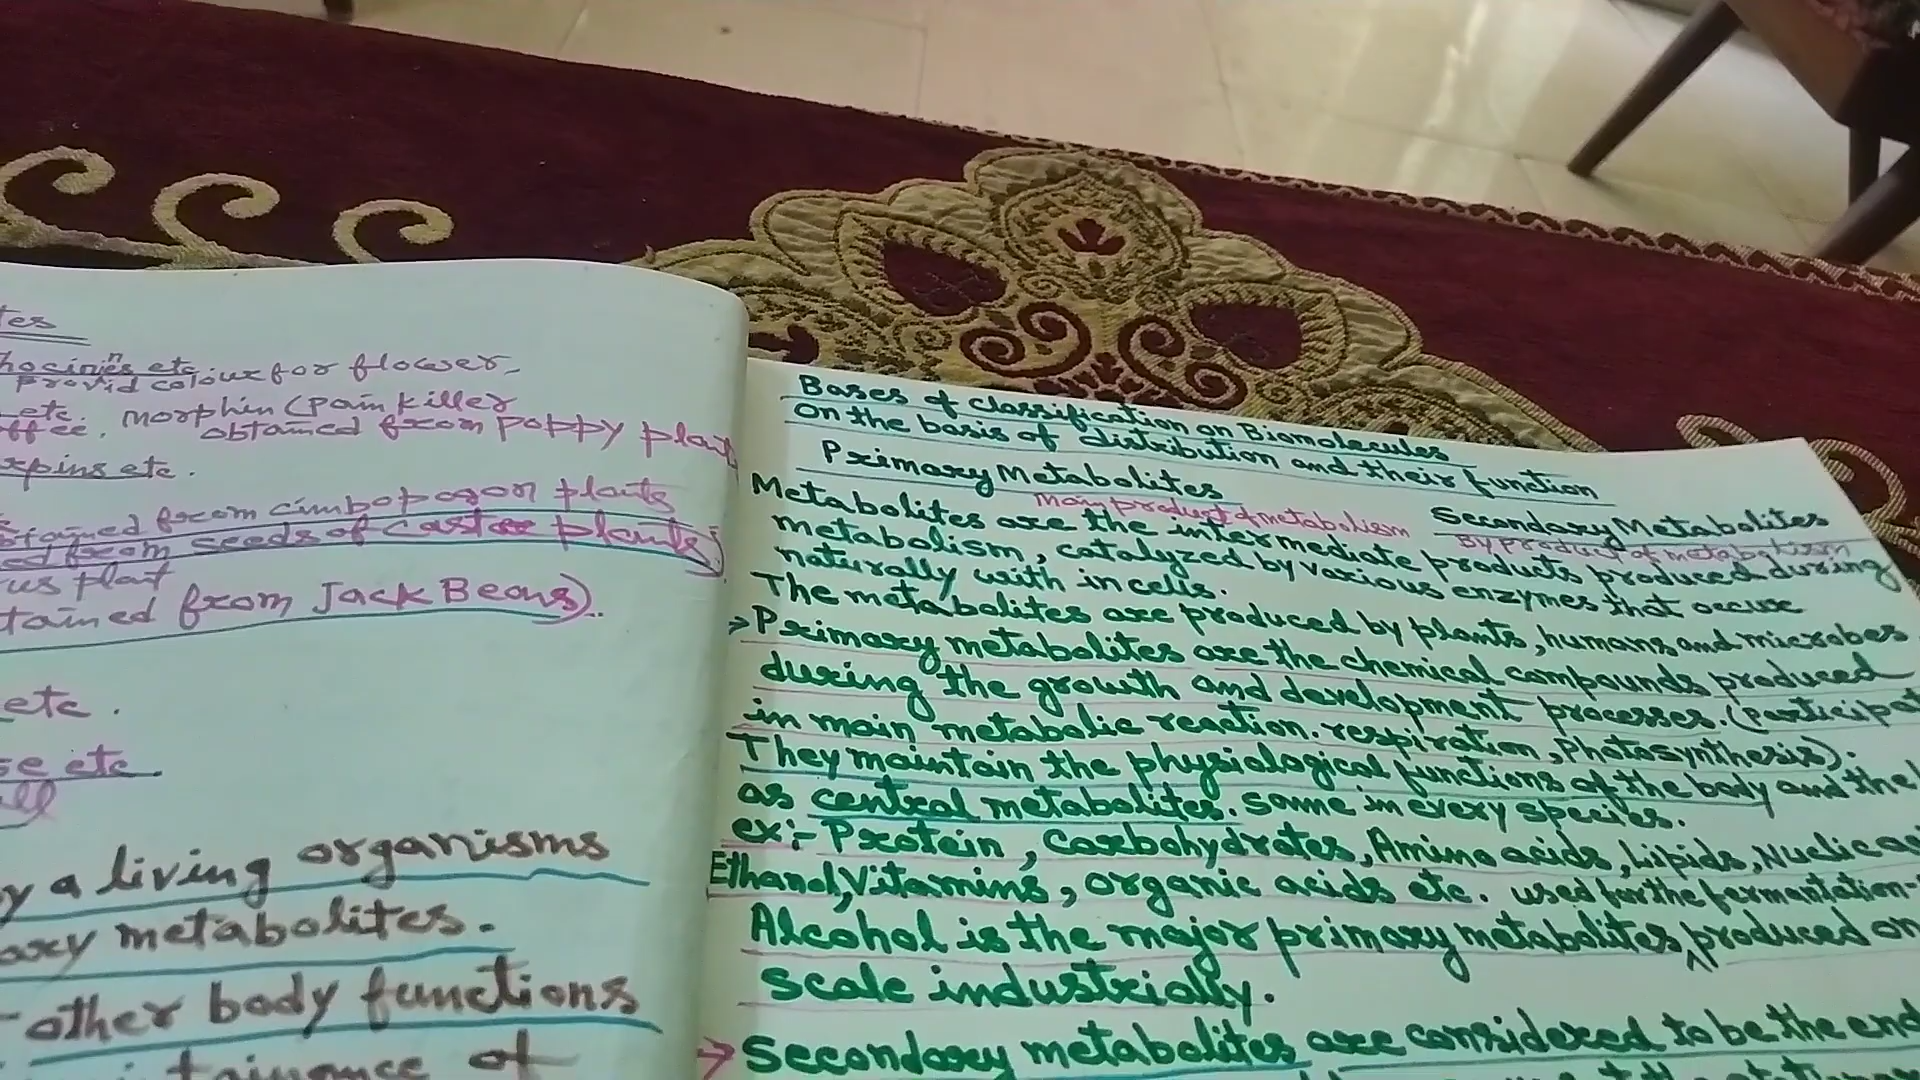 tes
hocinins etc
provid colour for flower.
etc. Morphin (Pain killer
ffee. obtained from poppy plant
rpins etc.
tained from cimbopogon plants
ed from seeds of castor plants)
us plant
tained from Jack Beans).
etc.
se etc.
ll
y a living organisms
ary metabolites.
other body functions
of
Bases of classification on Biomolecules
on the basis of distribution and their function
Primary Metabolites
Main product of metabolism
Secondary Metabolites
By product of metabolism
Metabolites are the intermediate products produced during
metabolism, catalyzed by various enzymes that occur
naturally with in cells.
The metabolites are produced by plants, humans and microbes
> Primary metabolites are the chemical compounds produced
during the growth and development processes. (Participat
in main metabolic reaction. respiration, Photosynthesis).
They maintain the physiological functions of the body and the
as central metabolites. same in every species.
ex:- Protein, Carbohydrates, Amino acids, Lipids, Nuclic ac
Ethanol, Vitamins, organic acids etc. used for the fermantation-
Alcohol is the major primary metabolites, produced on
scale industrially.
→ Secondary metabolites are considered to be the end